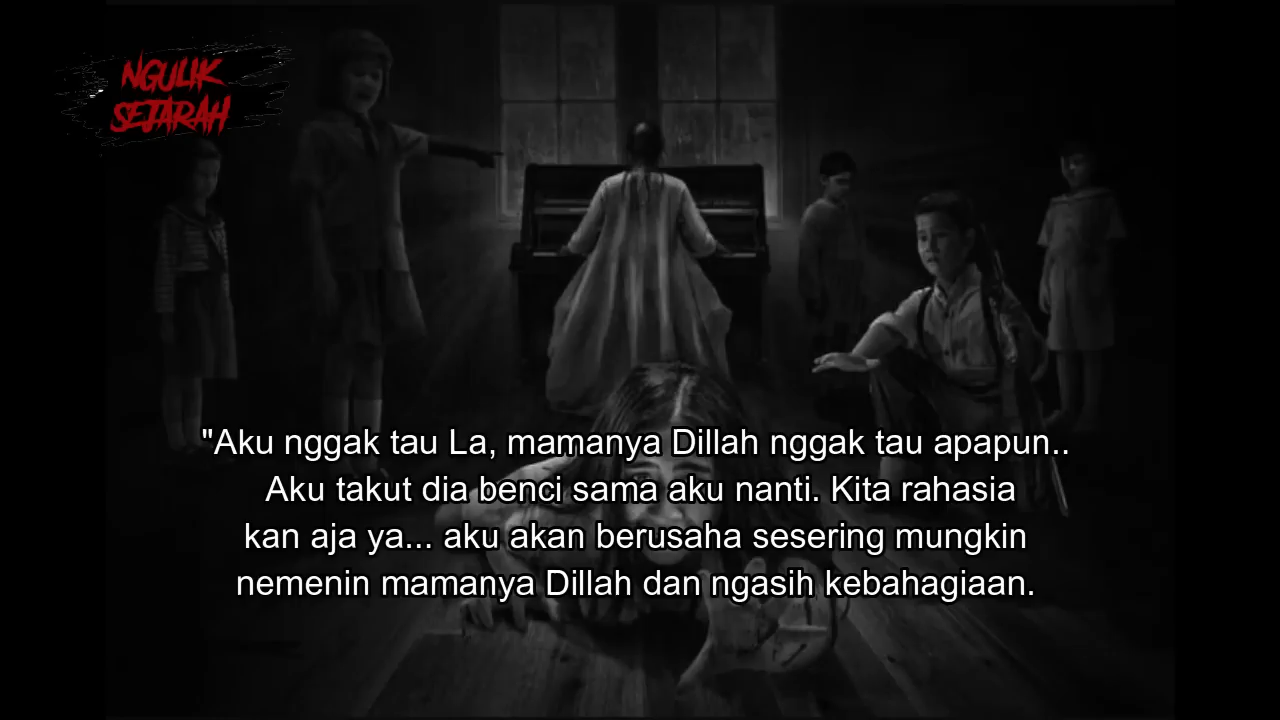 NGULIK
SEJARAH
"Aku nggak tau La, mamanya Dillah nggak tau apapun..
Aku takut dia benci sama aku nanti. Kita rahasia
kan aja ya... aku akan berusaha sesering mungkin
nemenin mamanya Dillah dan ngasih kebahagiaan.